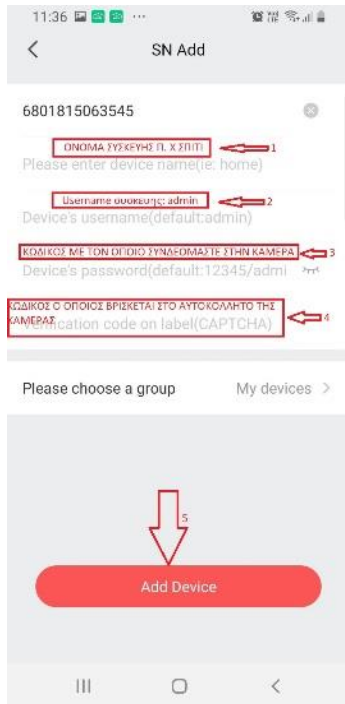 11:36 ···
SN Add
6801815063545
ΟΝΟΜΑ ΣΥΣΚΕΥΗΣ Π. Χ ΣΠΙΤΙ 1
Please enter device name(ie: home)
Username συσκευης: admin 2
Device's username(default:admin)
ΚΩΔΙΚΟΣ ΜΕ ΤΟΝ ΟΠΟΙΟ ΣΥΝΔΕΟΜΑΣΤΕ ΣΤΗΝ ΚΑΜΕΡΑ 3
Device's password(default:12345/admi
ΚΩΔΙΚΟΣ Ο ΟΠΟΙΟΣ ΒΡΙΣΚΕΤΑΙ ΣΤΟ ΑΥΤΟΚΟΛΛΗΤΟ ΤΗΣ
ΚΑΜΕΡΑΣ 4
Verification code on label(CAPTCHA)
Please choose a group My devices >
5
Add Device